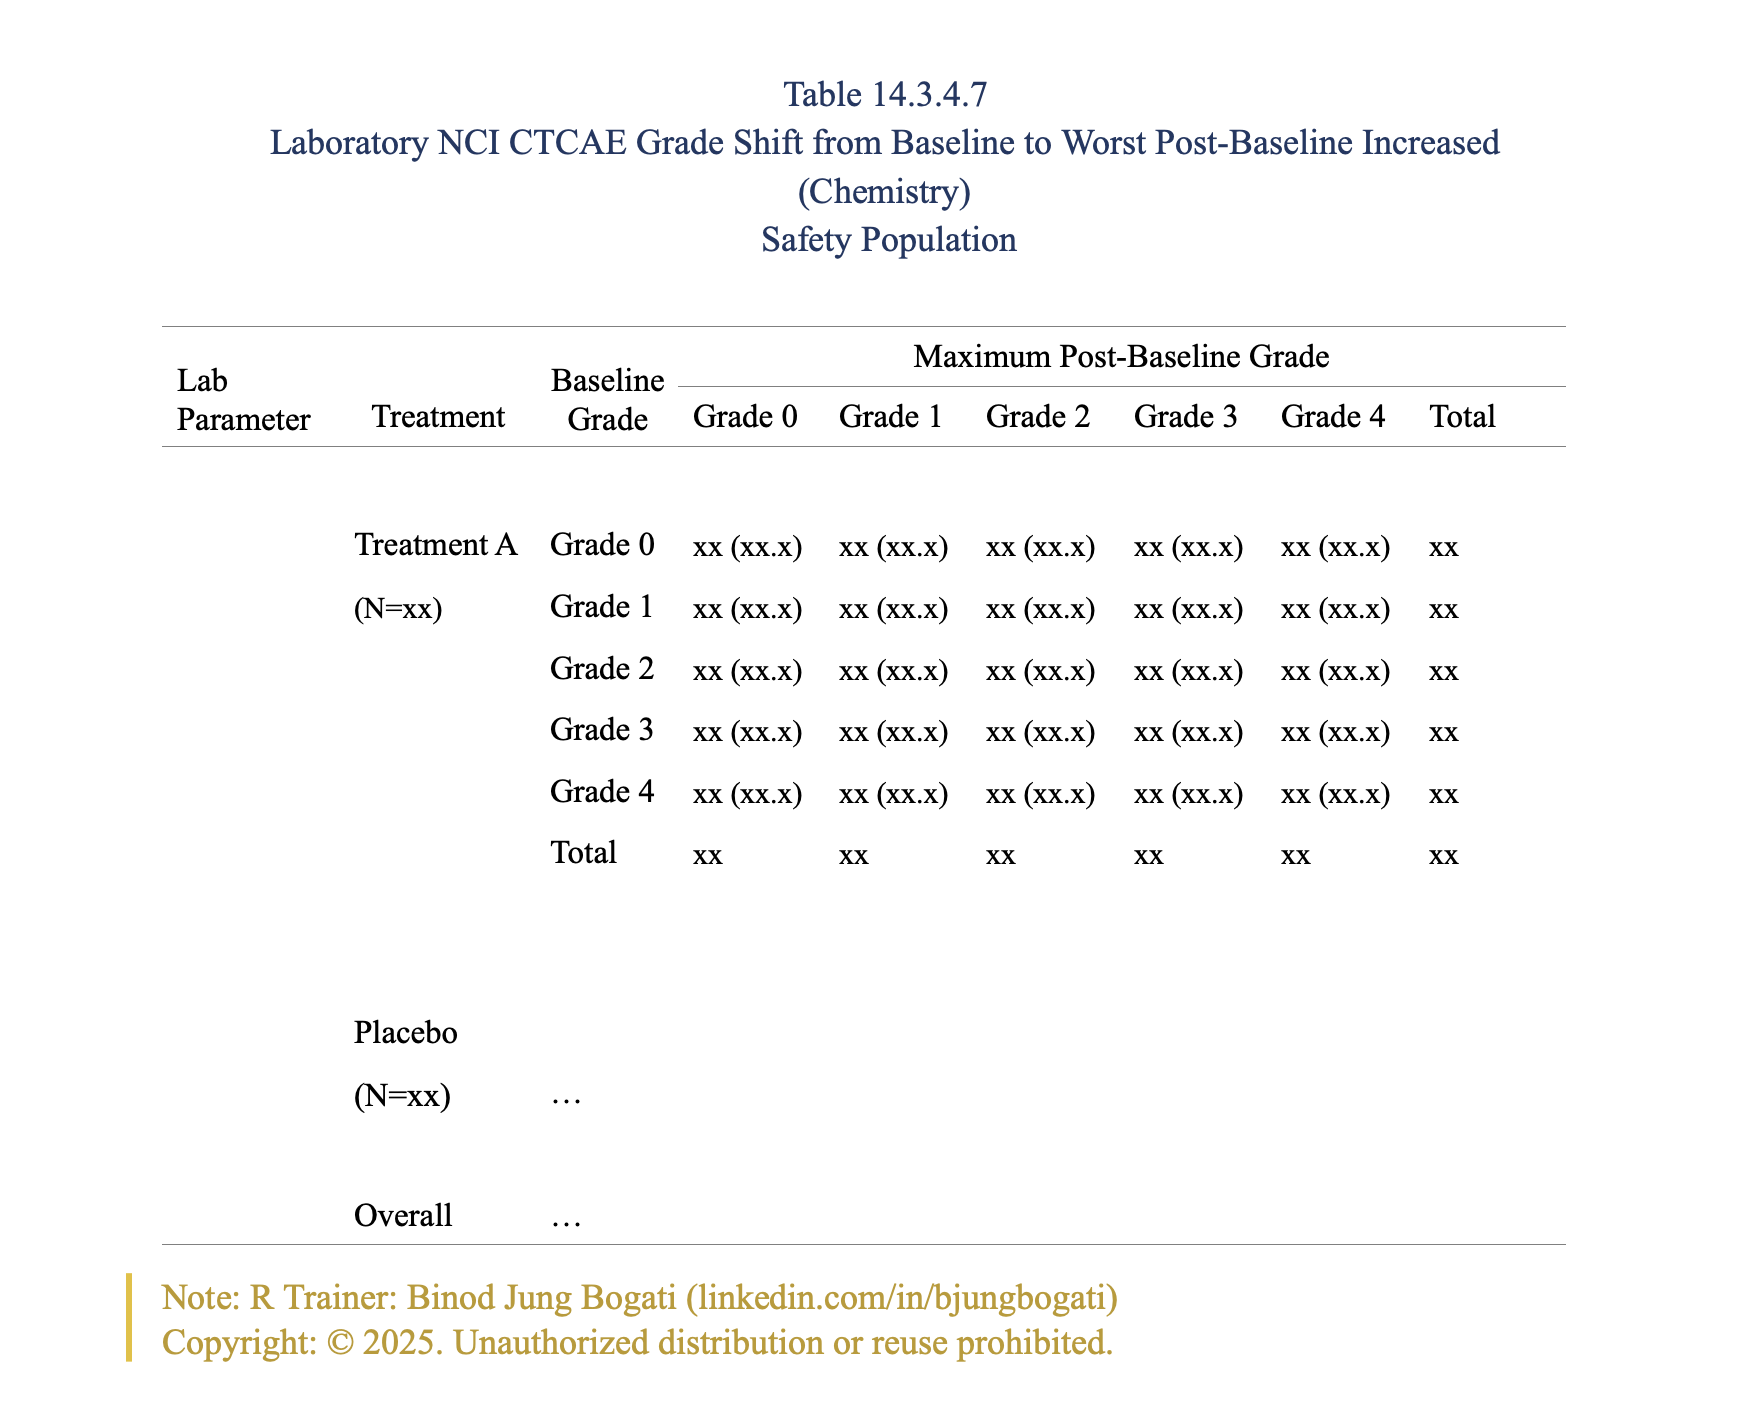 Table 14.3.4.7
Laboratory NCI CTCAE Grade Shift from Baseline to Worst Post-Baseline Increased
(Chemistry)
Safety Population
Maximum Post-Baseline Grade
Lab Parameter Treatment Baseline Grade Grade 0 Grade 1 Grade 2 Grade 3 Grade 4 Total
Treatment A Grade 0 xx (xx.x) xx (xx.x) xx (xx.x) xx (xx.x) xx (xx.x) xx
(N=xx) Grade 1 xx (xx.x) xx (xx.x) xx (xx.x) xx (xx.x) xx (xx.x) xx
Grade 2 xx (xx.x) xx (xx.x) xx (xx.x) xx (xx.x) xx (xx.x) xx
Grade 3 xx (xx.x) xx (xx.x) xx (xx.x) xx (xx.x) xx (xx.x) xx
Grade 4 xx (xx.x) xx (xx.x) xx (xx.x) xx (xx.x) xx (xx.x) xx
Total xx xx xx xx xx xx
Placebo
(N=xx) …
Overall …
Note: R Trainer: Binod Jung Bogati (linkedin.com/in/bjungbogati)
Copyright: © 2025. Unauthorized distribution or reuse prohibited.